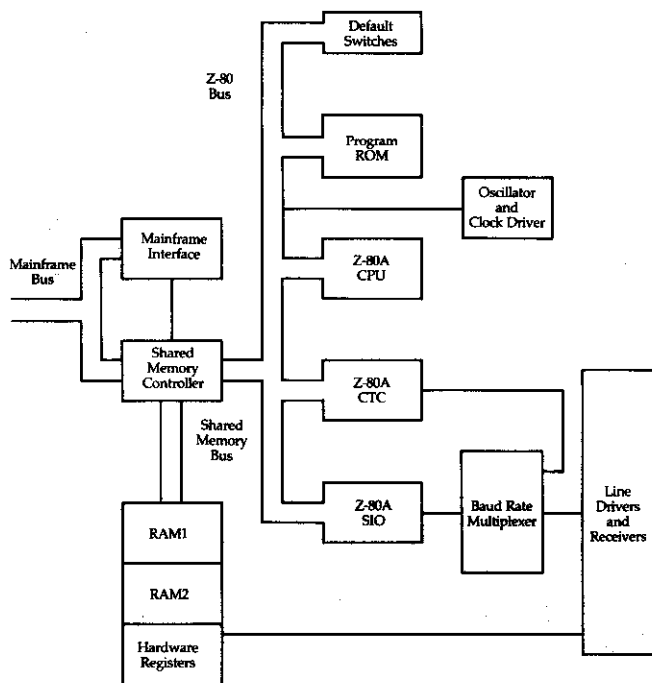 Default
Switches
Z-80
Bus
Program
ROM
Oscillator
and
Clock Driver
Mainframe
Interface
Mainframe
Bus
Z-80A
CPU
Shared
Memory
Controller
Z-80A
CTC
Shared
Memory
Bus
Z-80A
SIO
Baud Rate
Multiplexer
Line
Drivers
and
Receivers
RAM1
RAM2
Hardware
Registers